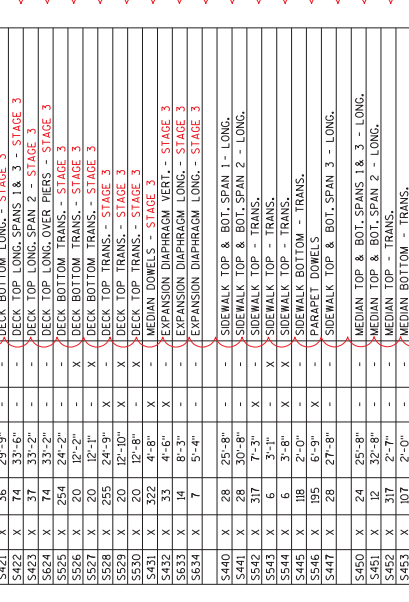 S421 X 36 29'-9" - - DECK BOTTOM LONG. - STAGE 3
S422 X 74 33'-6" - - DECK TOP LONG. SPANS 1 & 3 - STAGE 3
S423 X 37 33'-2" - - DECK TOP LONG. SPAN 2 - STAGE 3
S624 X 74 33'-2" - - DECK TOP LONG. OVER PIERS - STAGE 3
S525 X 254 24'-2" - - DECK BOTTOM TRANS. - STAGE 3
S526 X 20 12'-2" - X DECK BOTTOM TRANS. - STAGE 3
S527 X 20 12'-1" - X DECK BOTTOM TRANS. - STAGE 3
S528 X 255 24'-9" X - DECK TOP TRANS. - STAGE 3
S529 X 20 12'-10" X X DECK TOP TRANS. - STAGE 3
S530 X 20 12'-8" - X DECK TOP TRANS. - STAGE 3
S431 X 322 4'-8" X - MEDIAN DOWELS - STAGE 3
S432 X 33 4'-6" X - EXPANSION DIAPHRAGM VERT. - STAGE 3
S633 X 14 8'-3" - - EXPANSION DIAPHRAGM LONG. - STAGE 3
S634 X 7 5'-4" - - EXPANSION DIAPHRAGM LONG. - STAGE 3
S440 X 28 25'-8" - - SIDEWALK TOP & BOT. SPAN 1 - LONG.
S441 X 28 30'-8" - - SIDEWALK TOP & BOT. SPAN 2 - LONG.
S542 X 317 7'-3" X - SIDEWALK TOP - TRANS.
S543 X 6 3'-1" - X SIDEWALK TOP - TRANS.
S544 X 6 3'-8" X X SIDEWALK TOP - TRANS.
S445 X 118 2'-0" - - SIDEWALK BOTTOM - TRANS.
S546 X 195 6'-9" X - PARAPET DOWELS
S447 X 28 27'-8" - - SIDEWALK TOP & BOT. SPAN 3 - LONG.
S450 X 24 25'-8" - - MEDIAN TOP & BOT. SPANS 1 & 3 - LONG.
S451 X 12 32'-8" - - MEDIAN TOP & BOT. SPAN 2 - LONG.
S452 X 317 2'-7" - - MEDIAN TOP - TRANS.
S453 X 107 2'-0" - - MEDIAN BOTTOM - TRANS.